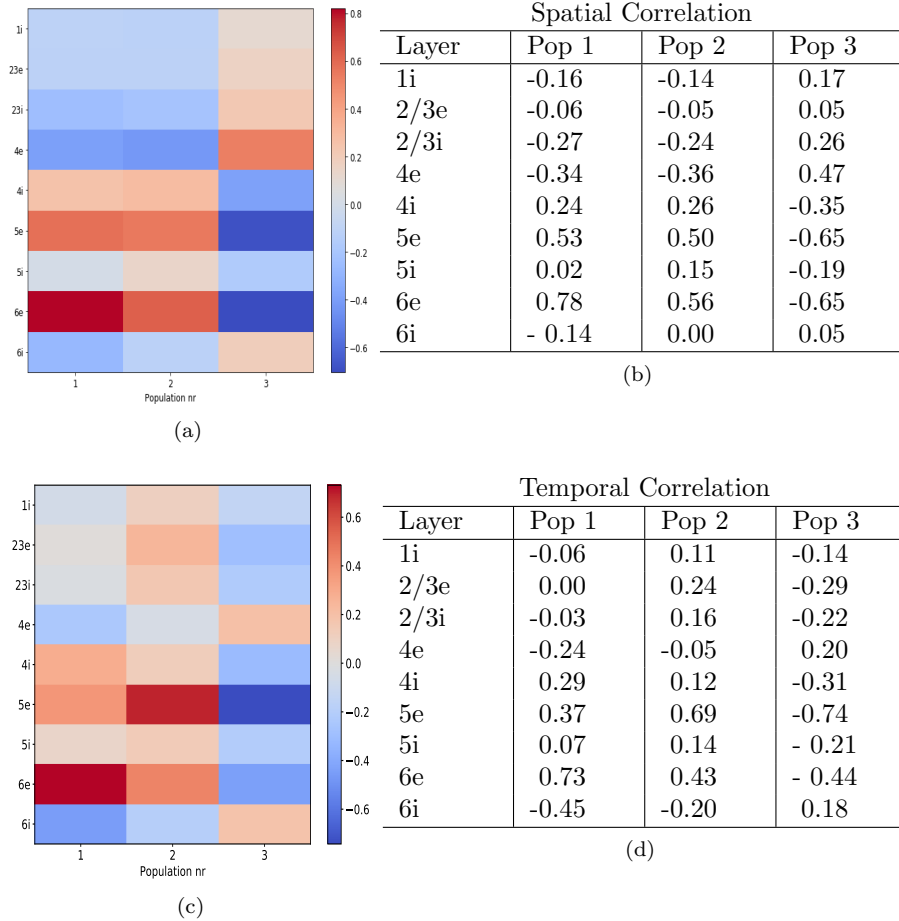 1i
23e
23i
4e
4i
5e
5i
6e
6i
1 2 3
Population nr
0.8
0.6
0.4
0.2
0.0
−0.2
−0.4
−0.6
(a)
Spatial Correlation
Layer Pop 1 Pop 2 Pop 3
1i -0.16 -0.14 0.17
2/3e -0.06 -0.05 0.05
2/3i -0.27 -0.24 0.26
4e -0.34 -0.36 0.47
4i 0.24 0.26 -0.35
5e 0.53 0.50 -0.65
5i 0.02 0.15 -0.19
6e 0.78 0.56 -0.65
6i - 0.14 0.00 0.05
(b)
1i
23e
23i
4e
4i
5e
5i
6e
6i
1 2 3
Population nr
0.6
0.4
0.2
0.0
−0.2
−0.4
−0.6
(c)
Temporal Correlation
Layer Pop 1 Pop 2 Pop 3
1i -0.06 0.11 -0.14
2/3e 0.00 0.24 -0.29
2/3i -0.03 0.16 -0.22
4e -0.24 -0.05 0.20
4i 0.29 0.12 -0.31
5e 0.37 0.69 -0.74
5i 0.07 0.14 - 0.21
6e 0.73 0.43 - 0.44
6i -0.45 -0.20 0.18
(d)